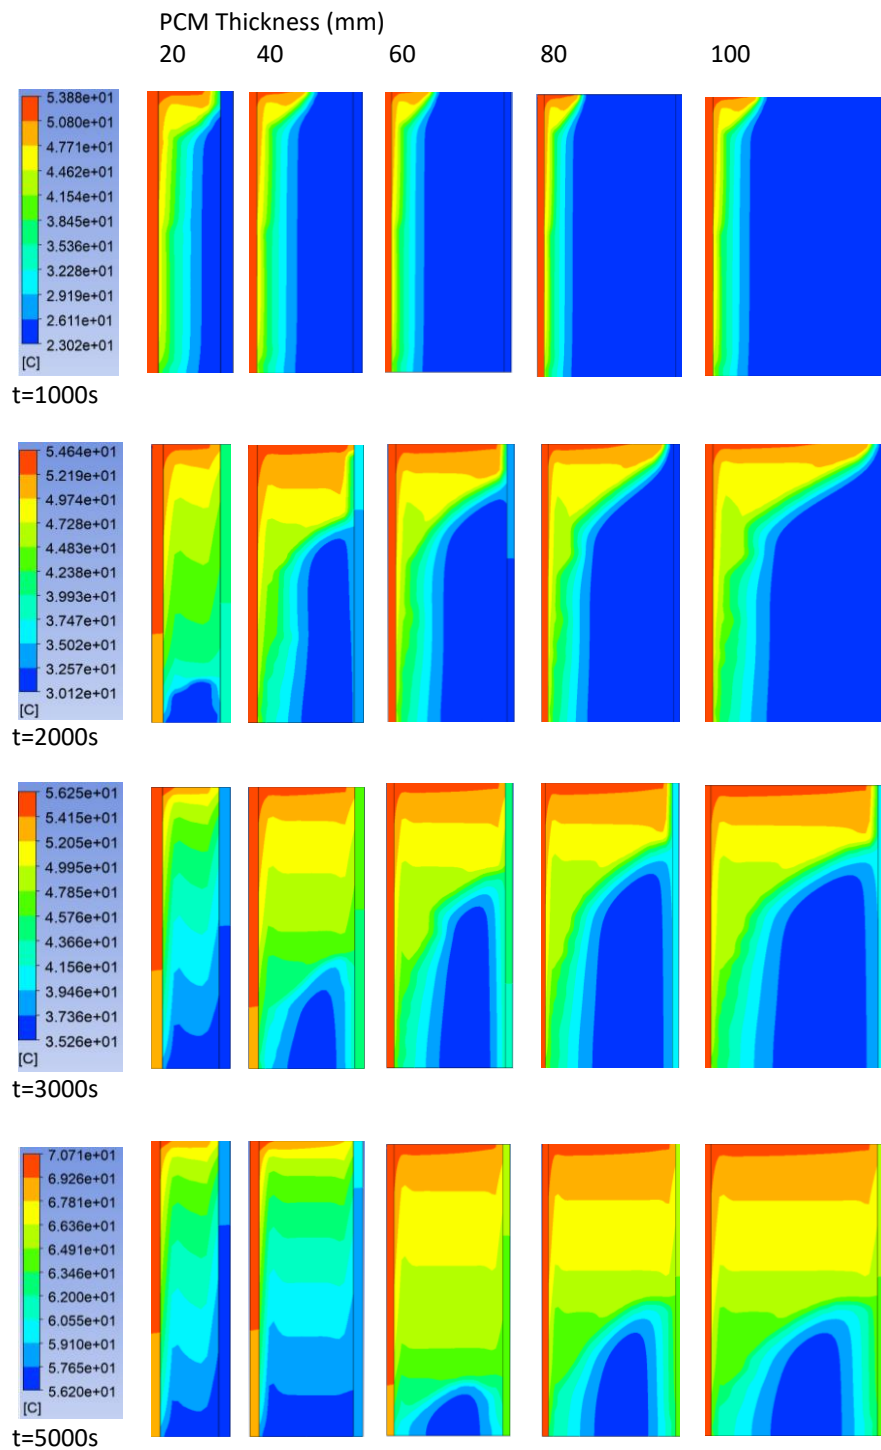 PCM Thickness (mm)
20 40 60 80 100
5.388e+01
5.080e+01
4.771e+01
4.462e+01
4.154e+01
3.845e+01
3.536e+01
3.228e+01
2.919e+01
2.611e+01
2.302e+01
[C]
t=1000s
5.464e+01
5.219e+01
4.974e+01
4.728e+01
4.483e+01
4.238e+01
3.993e+01
3.747e+01
3.502e+01
3.257e+01
3.012e+01
[C]
t=2000s
5.625e+01
5.415e+01
5.205e+01
4.995e+01
4.785e+01
4.576e+01
4.366e+01
4.156e+01
3.946e+01
3.736e+01
3.526e+01
[C]
t=3000s
7.071e+01
6.926e+01
6.781e+01
6.636e+01
6.491e+01
6.346e+01
6.200e+01
6.055e+01
5.910e+01
5.765e+01
5.620e+01
[C]
t=5000s